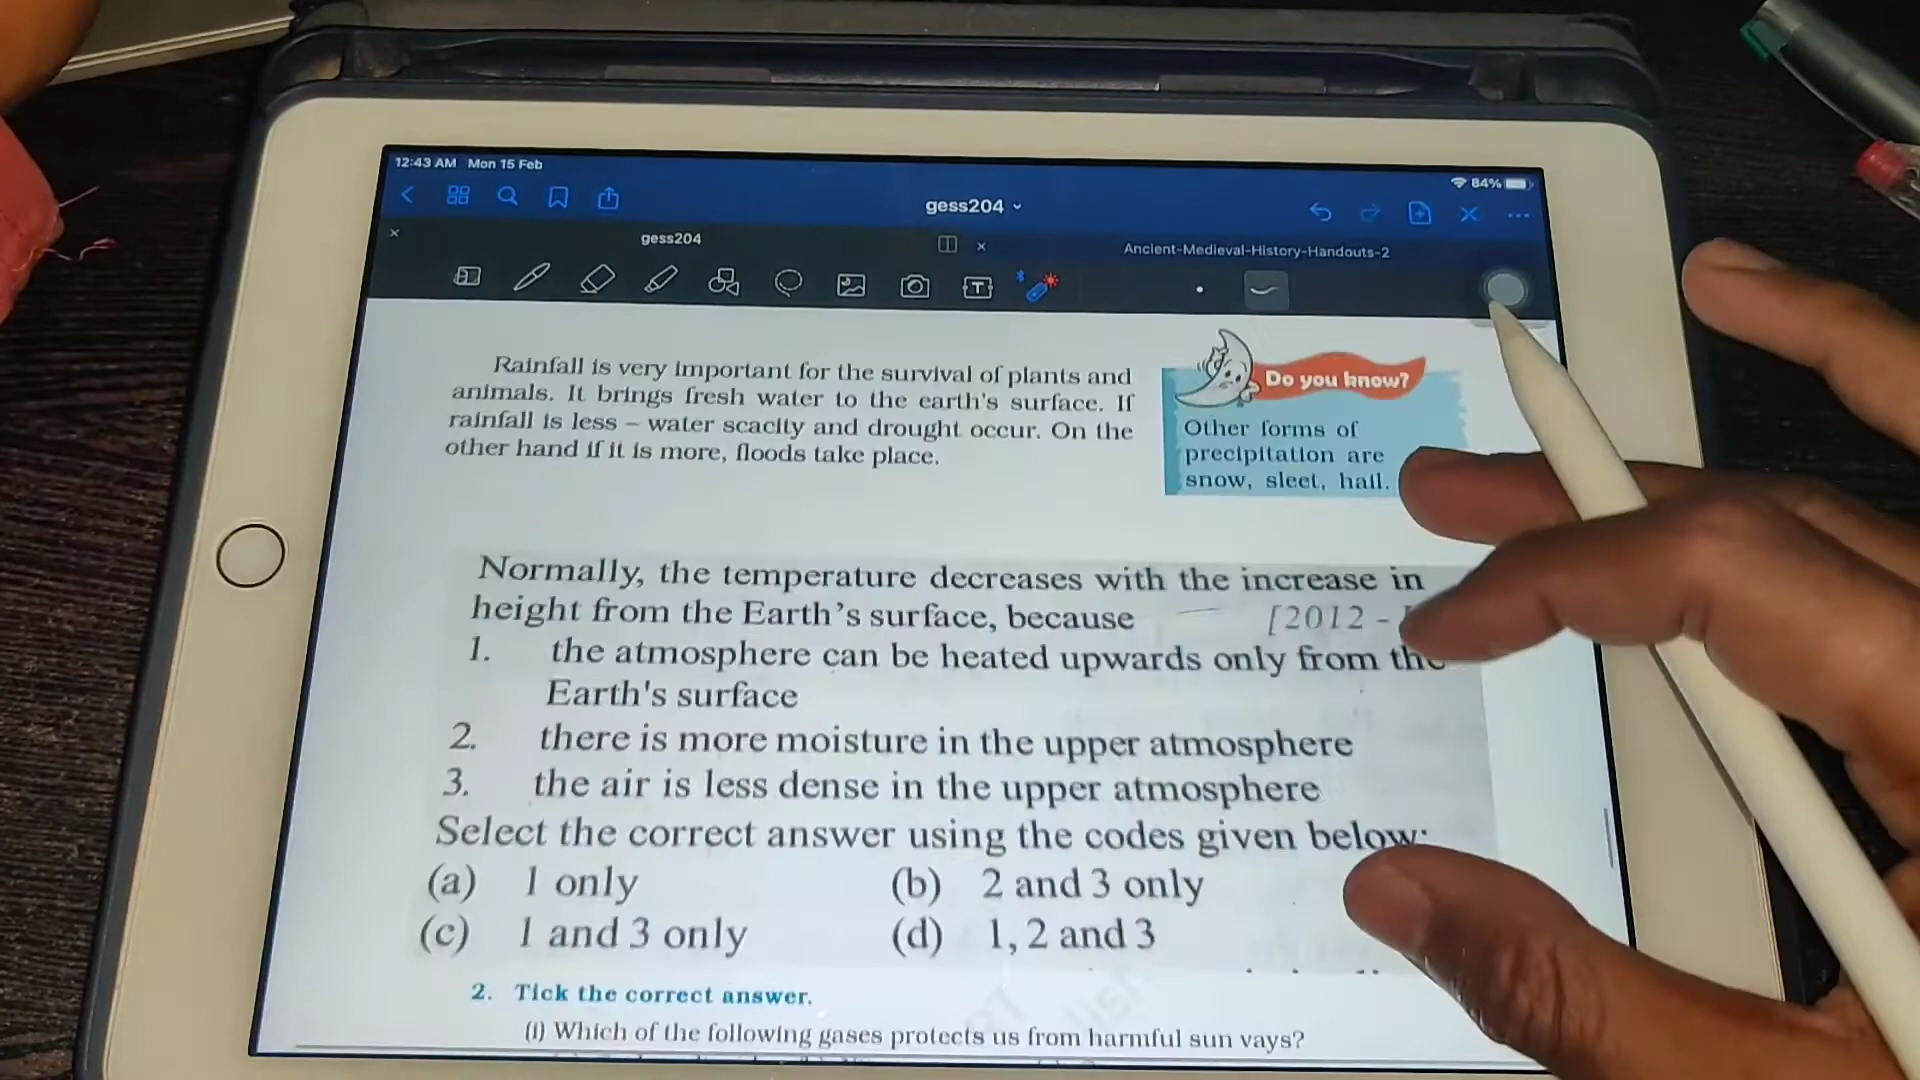 12:43 AM Mon 15 Feb
84%
gess204
gess204
Ancient-Medieval-History-Handouts-2
T
Rainfall is very important for the survival of plants and
animals. It brings fresh water to the earth's surface. If
rainfall is less – water scacity and drought occur. On the
other hand if it is more, floods take place.
Do you know?
Other forms of
precipitation are
snow, sleet, hail.
Normally, the temperature decreases with the increase in
height from the Earth's surface, because [2012 -
1. the atmosphere can be heated upwards only from the
Earth's surface
2. there is more moisture in the upper atmosphere
3. the air is less dense in the upper atmosphere
Select the correct answer using the codes given below:
(a) 1 only (b) 2 and 3 only
(c) 1 and 3 only (d) 1, 2 and 3
2. Tick the correct answer.
(i) Which of the following gases protects us from harmful sun vays?